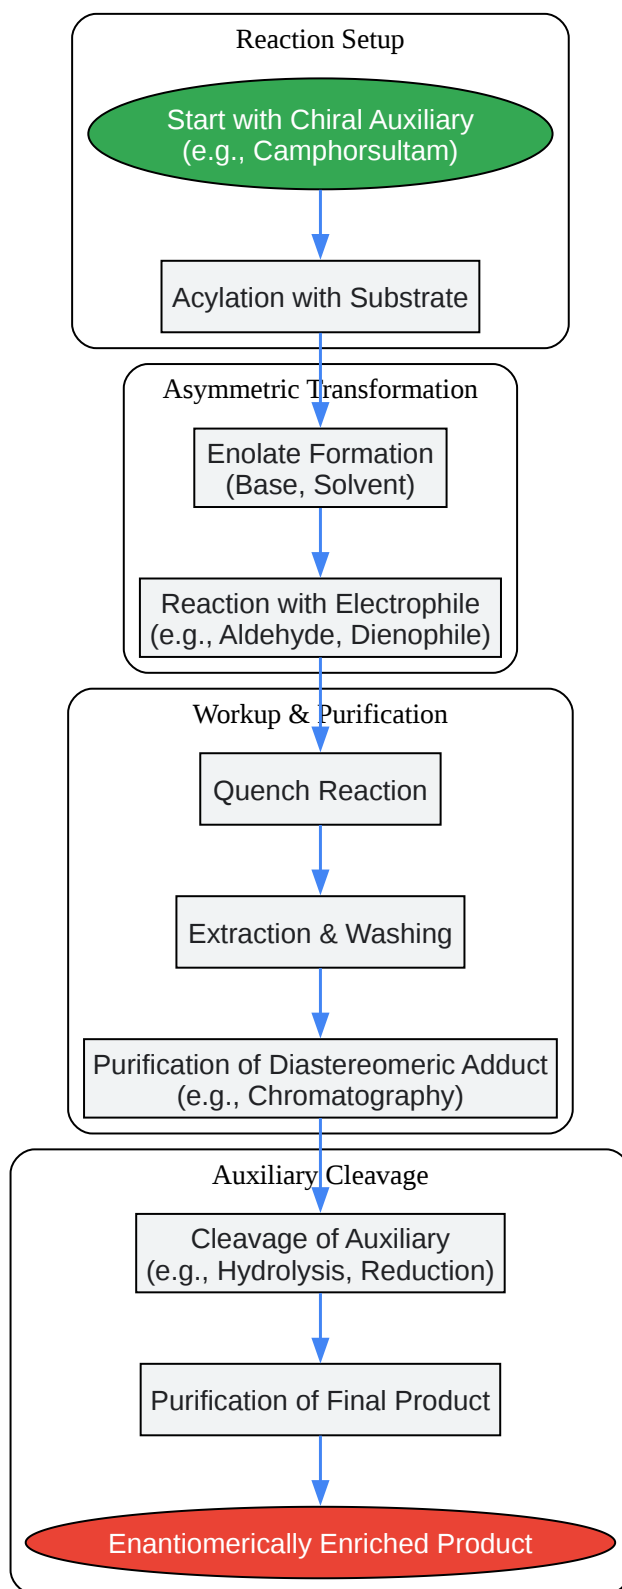 Reaction Setup
Start with Chiral Auxiliary
(e.g., Camphorsultam)
Acylation with Substrate
Asymmetric Transformation
Enolate Formation
(Base, Solvent)
Reaction with Electrophile
(e.g., Aldehyde, Dienophile)
Workup & Purification
Quench Reaction
Extraction & Washing
Purification of Diastereomeric Adduct
(e.g., Chromatography)
Auxiliary Cleavage
Cleavage of Auxiliary
(e.g., Hydrolysis, Reduction)
Purification of Final Product
Enantiomerically Enriched Product